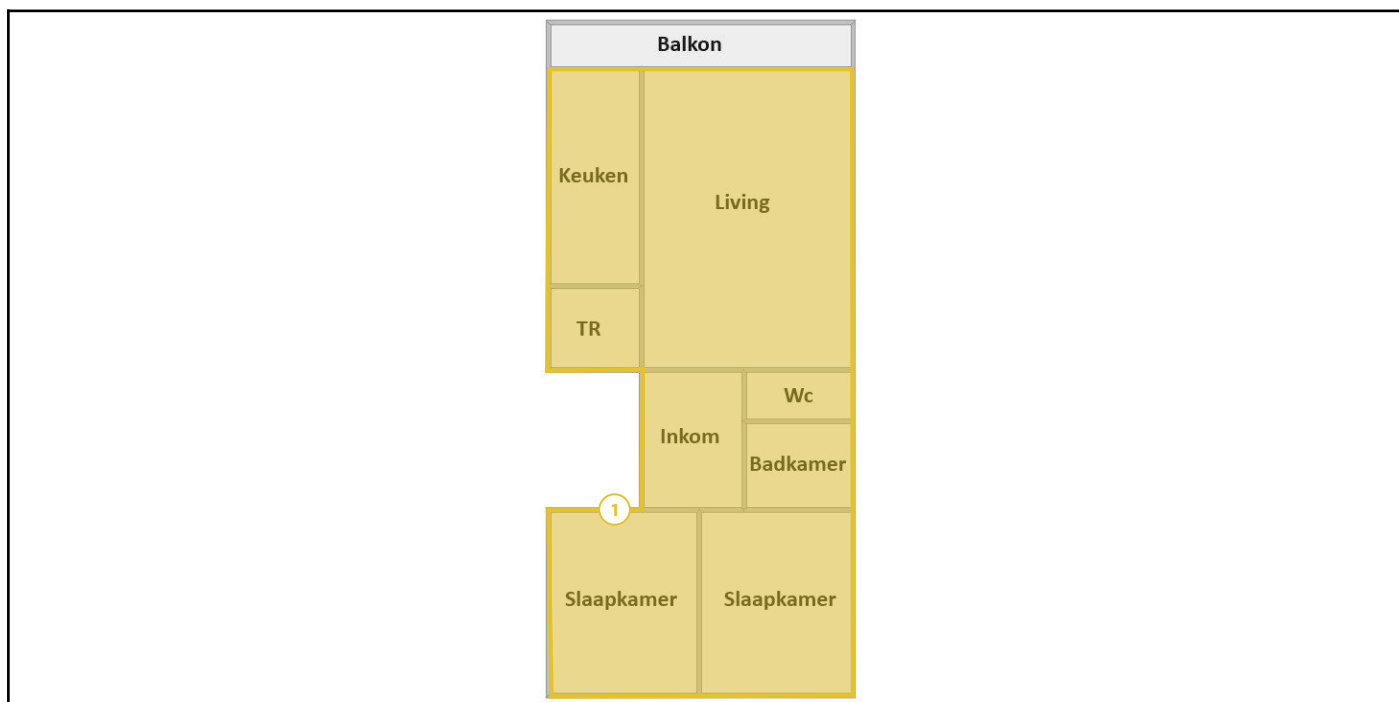 Balkon
Keuken
Living
TR
Wc
Inkom
Badkamer
1
Slaapkamer
Slaapkamer